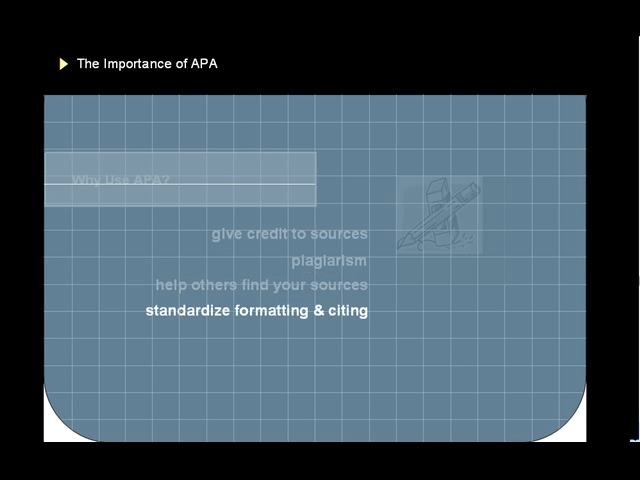 The Importance of APA
Why Use APA?
give credit to sources
plagiarism
help others find your sources
standardize formatting & citing